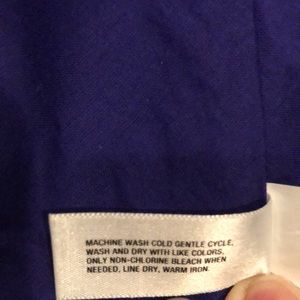 MACHINE WASH COLD GENTLE CYCLE,
WASH AND DRY WITH LIKE COLORS,
ONLY NON-CHLORINE BLEACH WHEN
NEEDED, LINE DRY, WARM IRON.